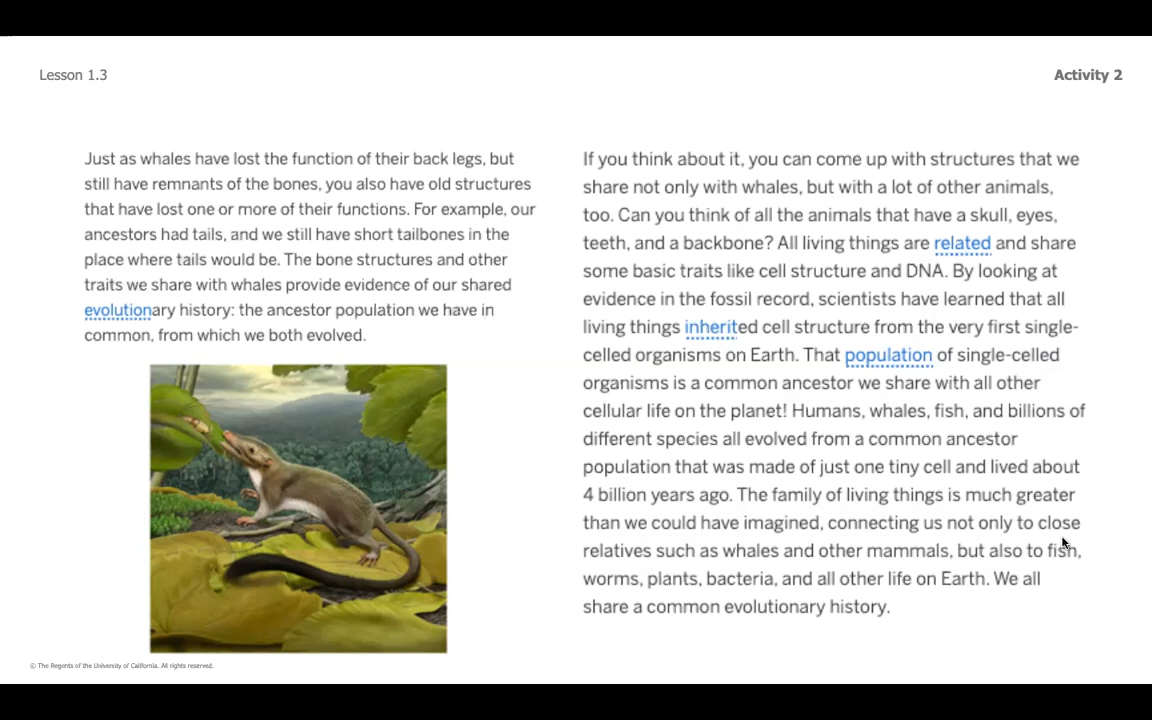 Lesson 1.3
Activity 2
Just as whales have lost the function of their back legs, but
still have remnants of the bones, you also have old structures
that have lost one or more of their functions. For example, our
ancestors had tails, and we still have short tailbones in the
place where tails would be. The bone structures and other
traits we share with whales provide evidence of our shared
evolutionary history: the ancestor population we have in
common, from which we both evolved.
If you think about it, you can come up with structures that we
share not only with whales, but with a lot of other animals,
too. Can you think of all the animals that have a skull, eyes,
teeth, and a backbone? All living things are related and share
some basic traits like cell structure and DNA. By looking at
evidence in the fossil record, scientists have learned that all
living things inherited cell structure from the very first single-
celled organisms on Earth. That population of single-celled
organisms is a common ancestor we share with all other
cellular life on the planet! Humans, whales, fish, and billions of
different species all evolved from a common ancestor
population that was made of just one tiny cell and lived about
4 billion years ago. The family of living things is much greater
than we could have imagined, connecting us not only to close
relatives such as whales and other mammals, but also to fish,
worms, plants, bacteria, and all other life on Earth. We all
share a common evolutionary history.
© The Regents of the University of California. All rights reserved.